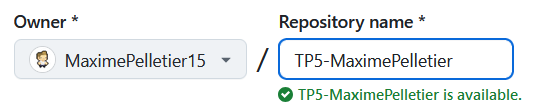 Owner * Repository name *
MaximePelletier15 / TP5-MaximePelletier
TP5-MaximePelletier is available.